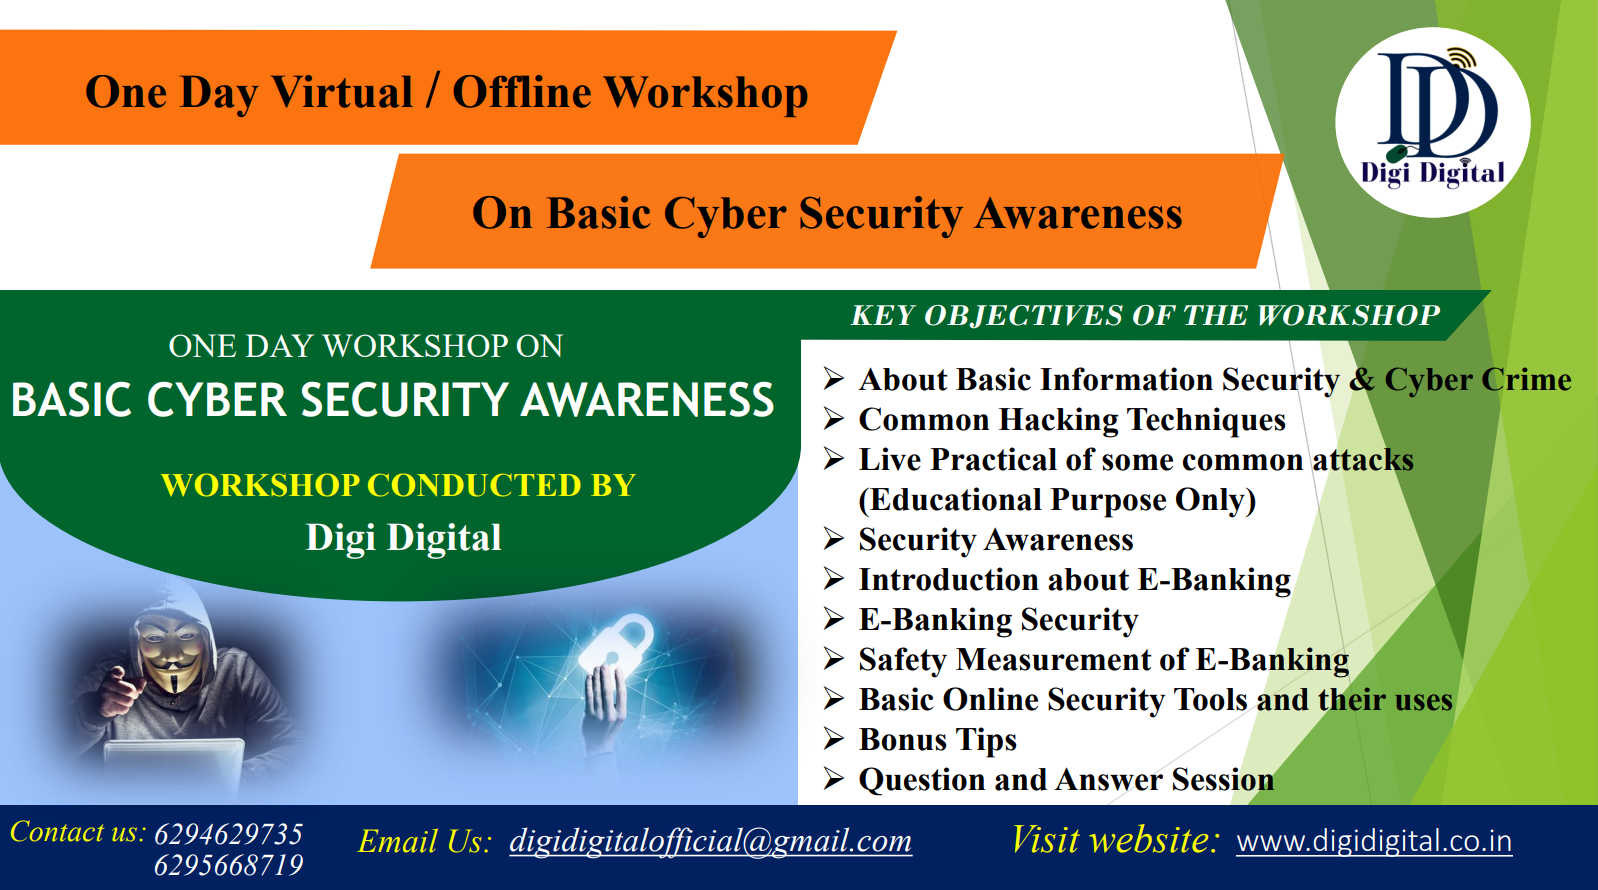 One Day Virtual / Offline Workshop
On Basic Cyber Security Awareness
DD
Digi Digital
ONE DAY WORKSHOP ON
BASIC CYBER SECURITY AWARENESS
WORKSHOP CONDUCTED BY
Digi Digital
KEY OBJECTIVES OF THE WORKSHOP
➢ About Basic Information Security & Cyber Crime
➢ Common Hacking Techniques
➢ Live Practical of some common attacks
(Educational Purpose Only)
➢ Security Awareness
➢ Introduction about E-Banking
➢ E-Banking Security
➢ Safety Measurement of E-Banking
➢ Basic Online Security Tools and their uses
➢ Bonus Tips
➢ Question and Answer Session
Contact us: 6294629735
6295668719
Email Us: digidigitalofficial@gmail.com
Visit website: www.digidigital.co.in